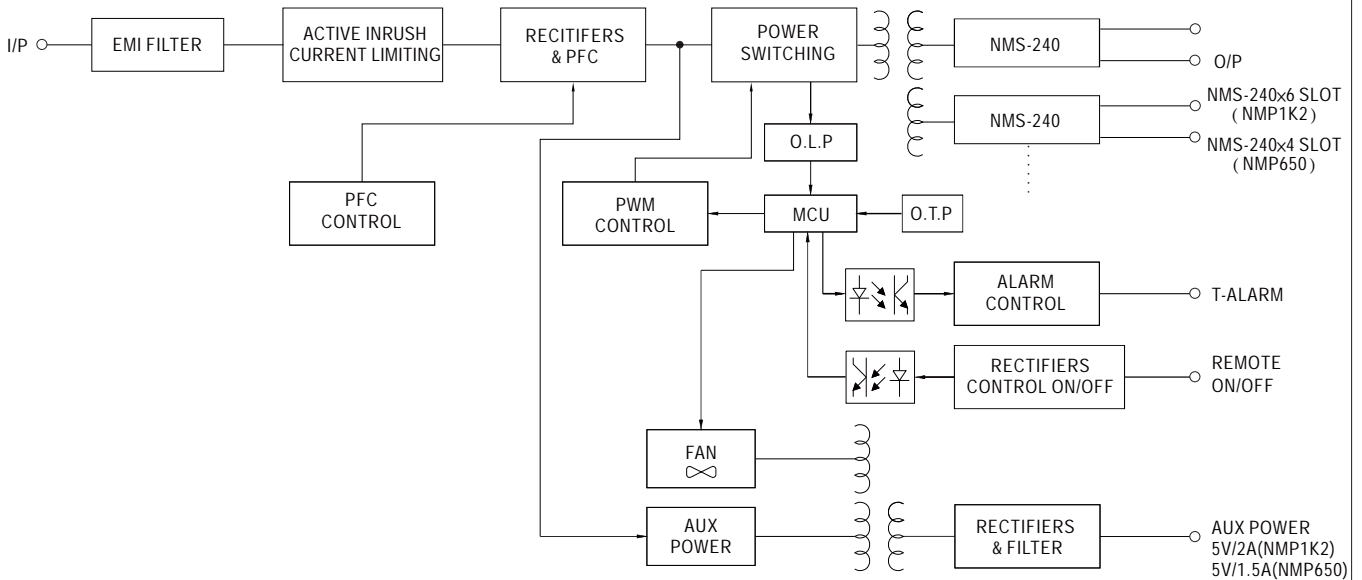 I/P
EMI FILTER
ACTIVE INRUSH
CURRENT LIMITING
RECITIFERS
& PFC
POWER
SWITCHING
NMS-240
O/P
NMS-240
NMS-240x6 SLOT
(NMP1K2)
NMS-240x4 SLOT
(NMP650)
O.L.P
PFC
CONTROL
PWM
CONTROL
MCU
O.T.P
ALARM
CONTROL
T-ALARM
RECTIFIERS
CONTROL ON/OFF
REMOTE
ON/OFF
FAN
AUX
POWER
RECTIFIERS
& FILTER
AUX POWER
5V/2A(NMP1K2)
5V/1.5A(NMP650)